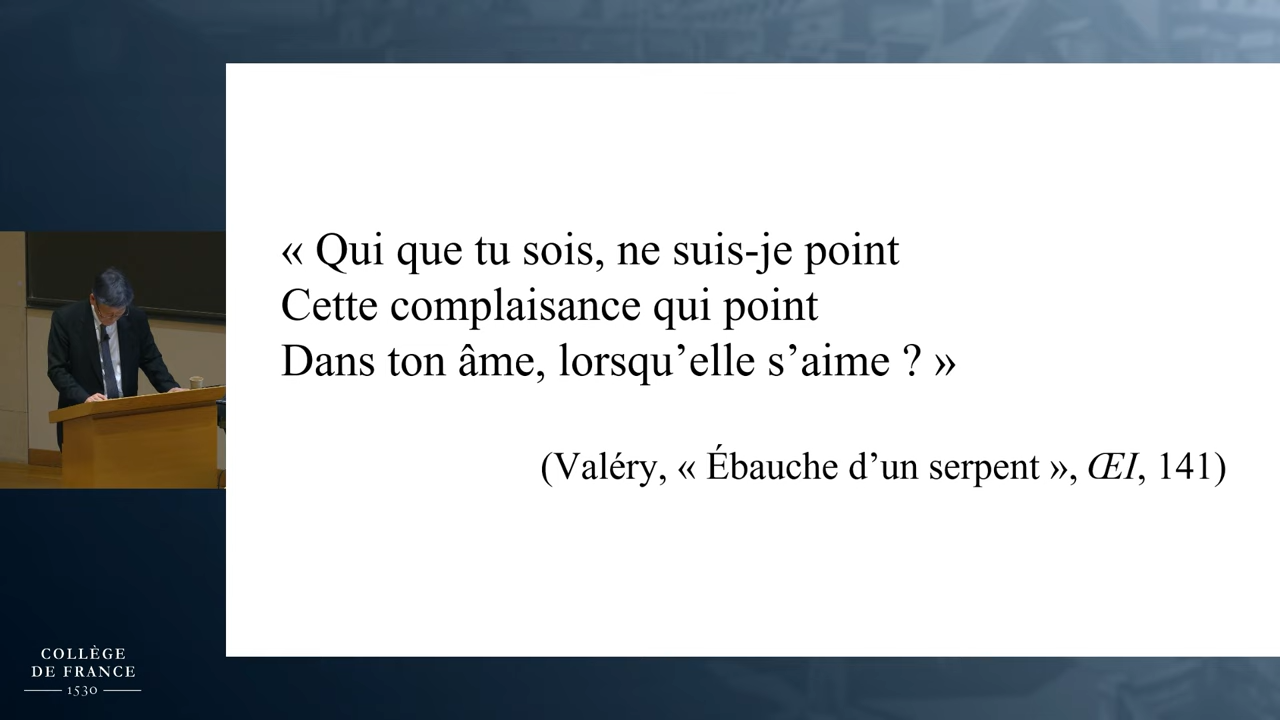 « Qui que tu sois, ne suis-je point
Cette complaisance qui point
Dans ton âme, lorsqu’elle s’aime ? »
(Valéry, « Ébauche d’un serpent », ŒI, 141)
COLLÈGE
DE FRANCE
1530